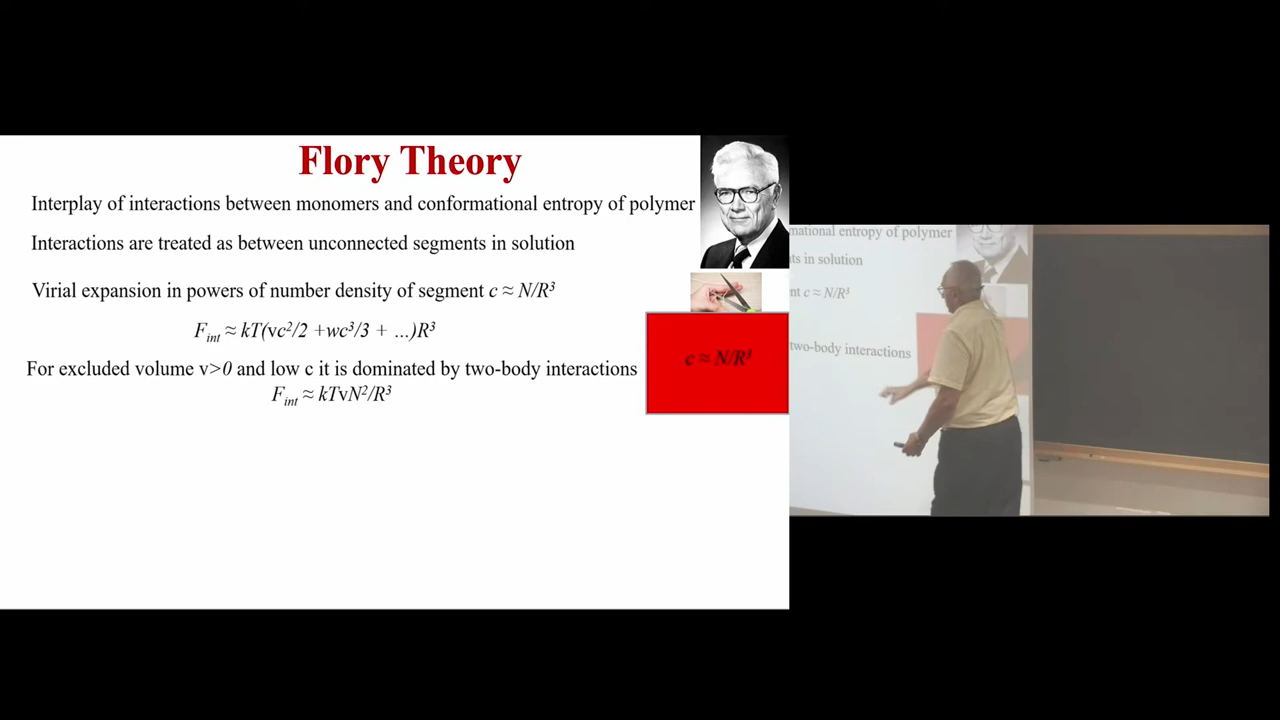 Flory Theory
Interplay of interactions between monomers and conformational entropy of polymer
Interactions are treated as between unconnected segments in solution
Virial expansion in powers of number density of segment c ≈ N/R³
F_int ≈ kT(vc²/2 +wc³/3 + ...)R³
For excluded volume v>0 and low c it is dominated by two-body interactions
F_int ≈ kTvN²/R³
c ≈ N/R³
mational entropy of polymer
ts in solution
nt c ≈ N/R³
two-body interactions